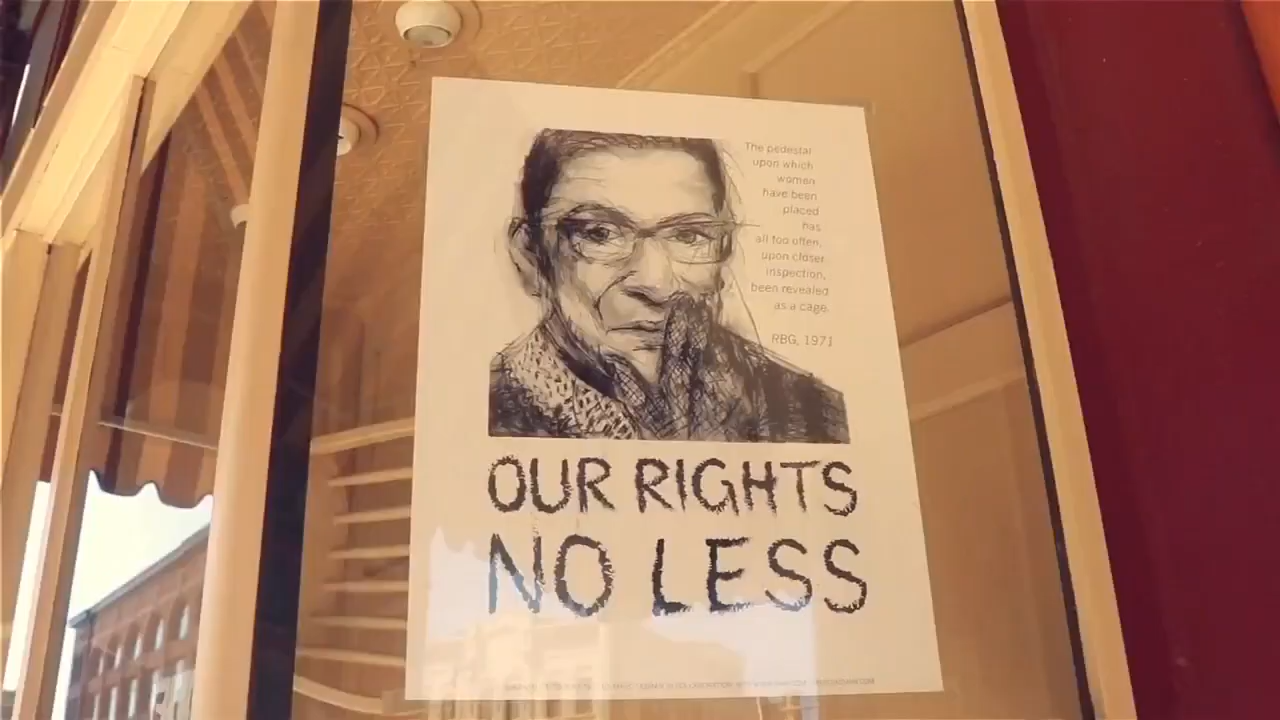 The pedestal
upon which
women
have been
placed
has
all too often,
upon closer
inspection,
been revealed
as a cage.
RBG, 1971
OUR RIGHTS
NO LESS